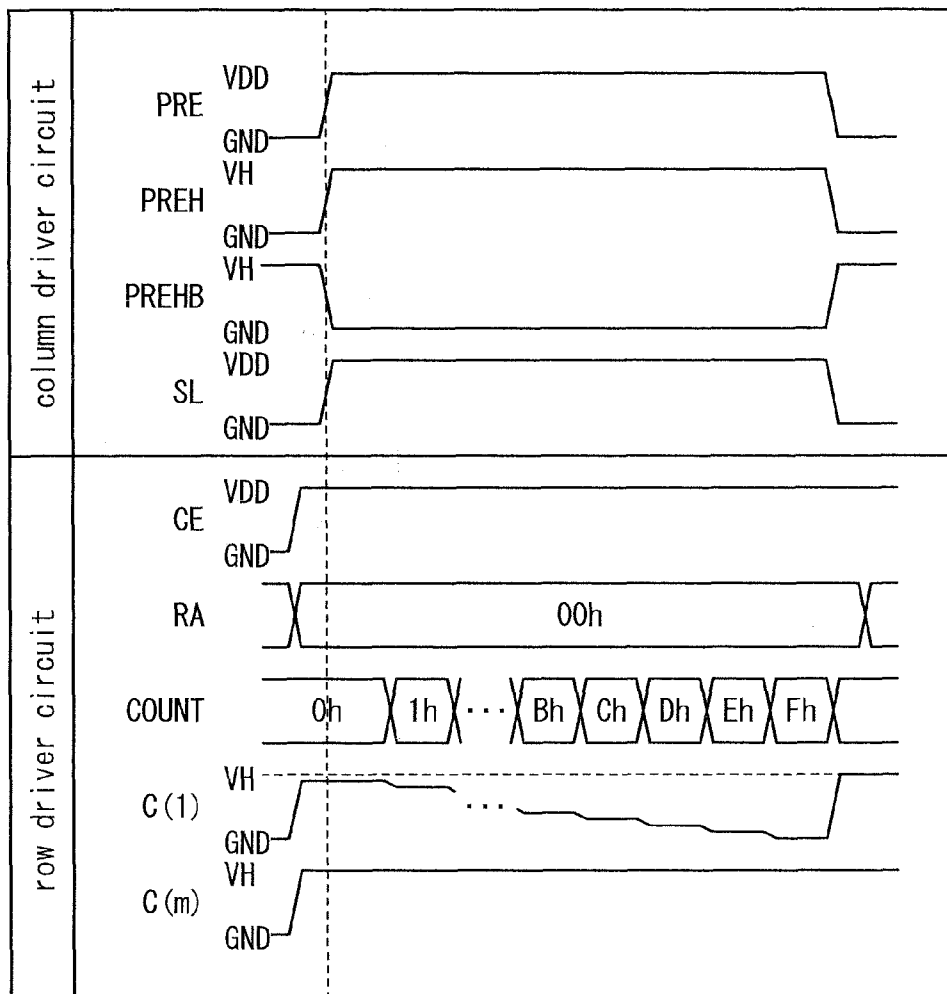 column driver circuit
PRE
VDD
GND
PREH
VH
GND
PREHB
VH
GND
SL
VDD
GND
row driver circuit
CE
VDD
GND
RA
00h
COUNT
0h 1h ··· Bh Ch Dh Eh Fh
C(1)
VH
GND
···
C(m)
VH
GND